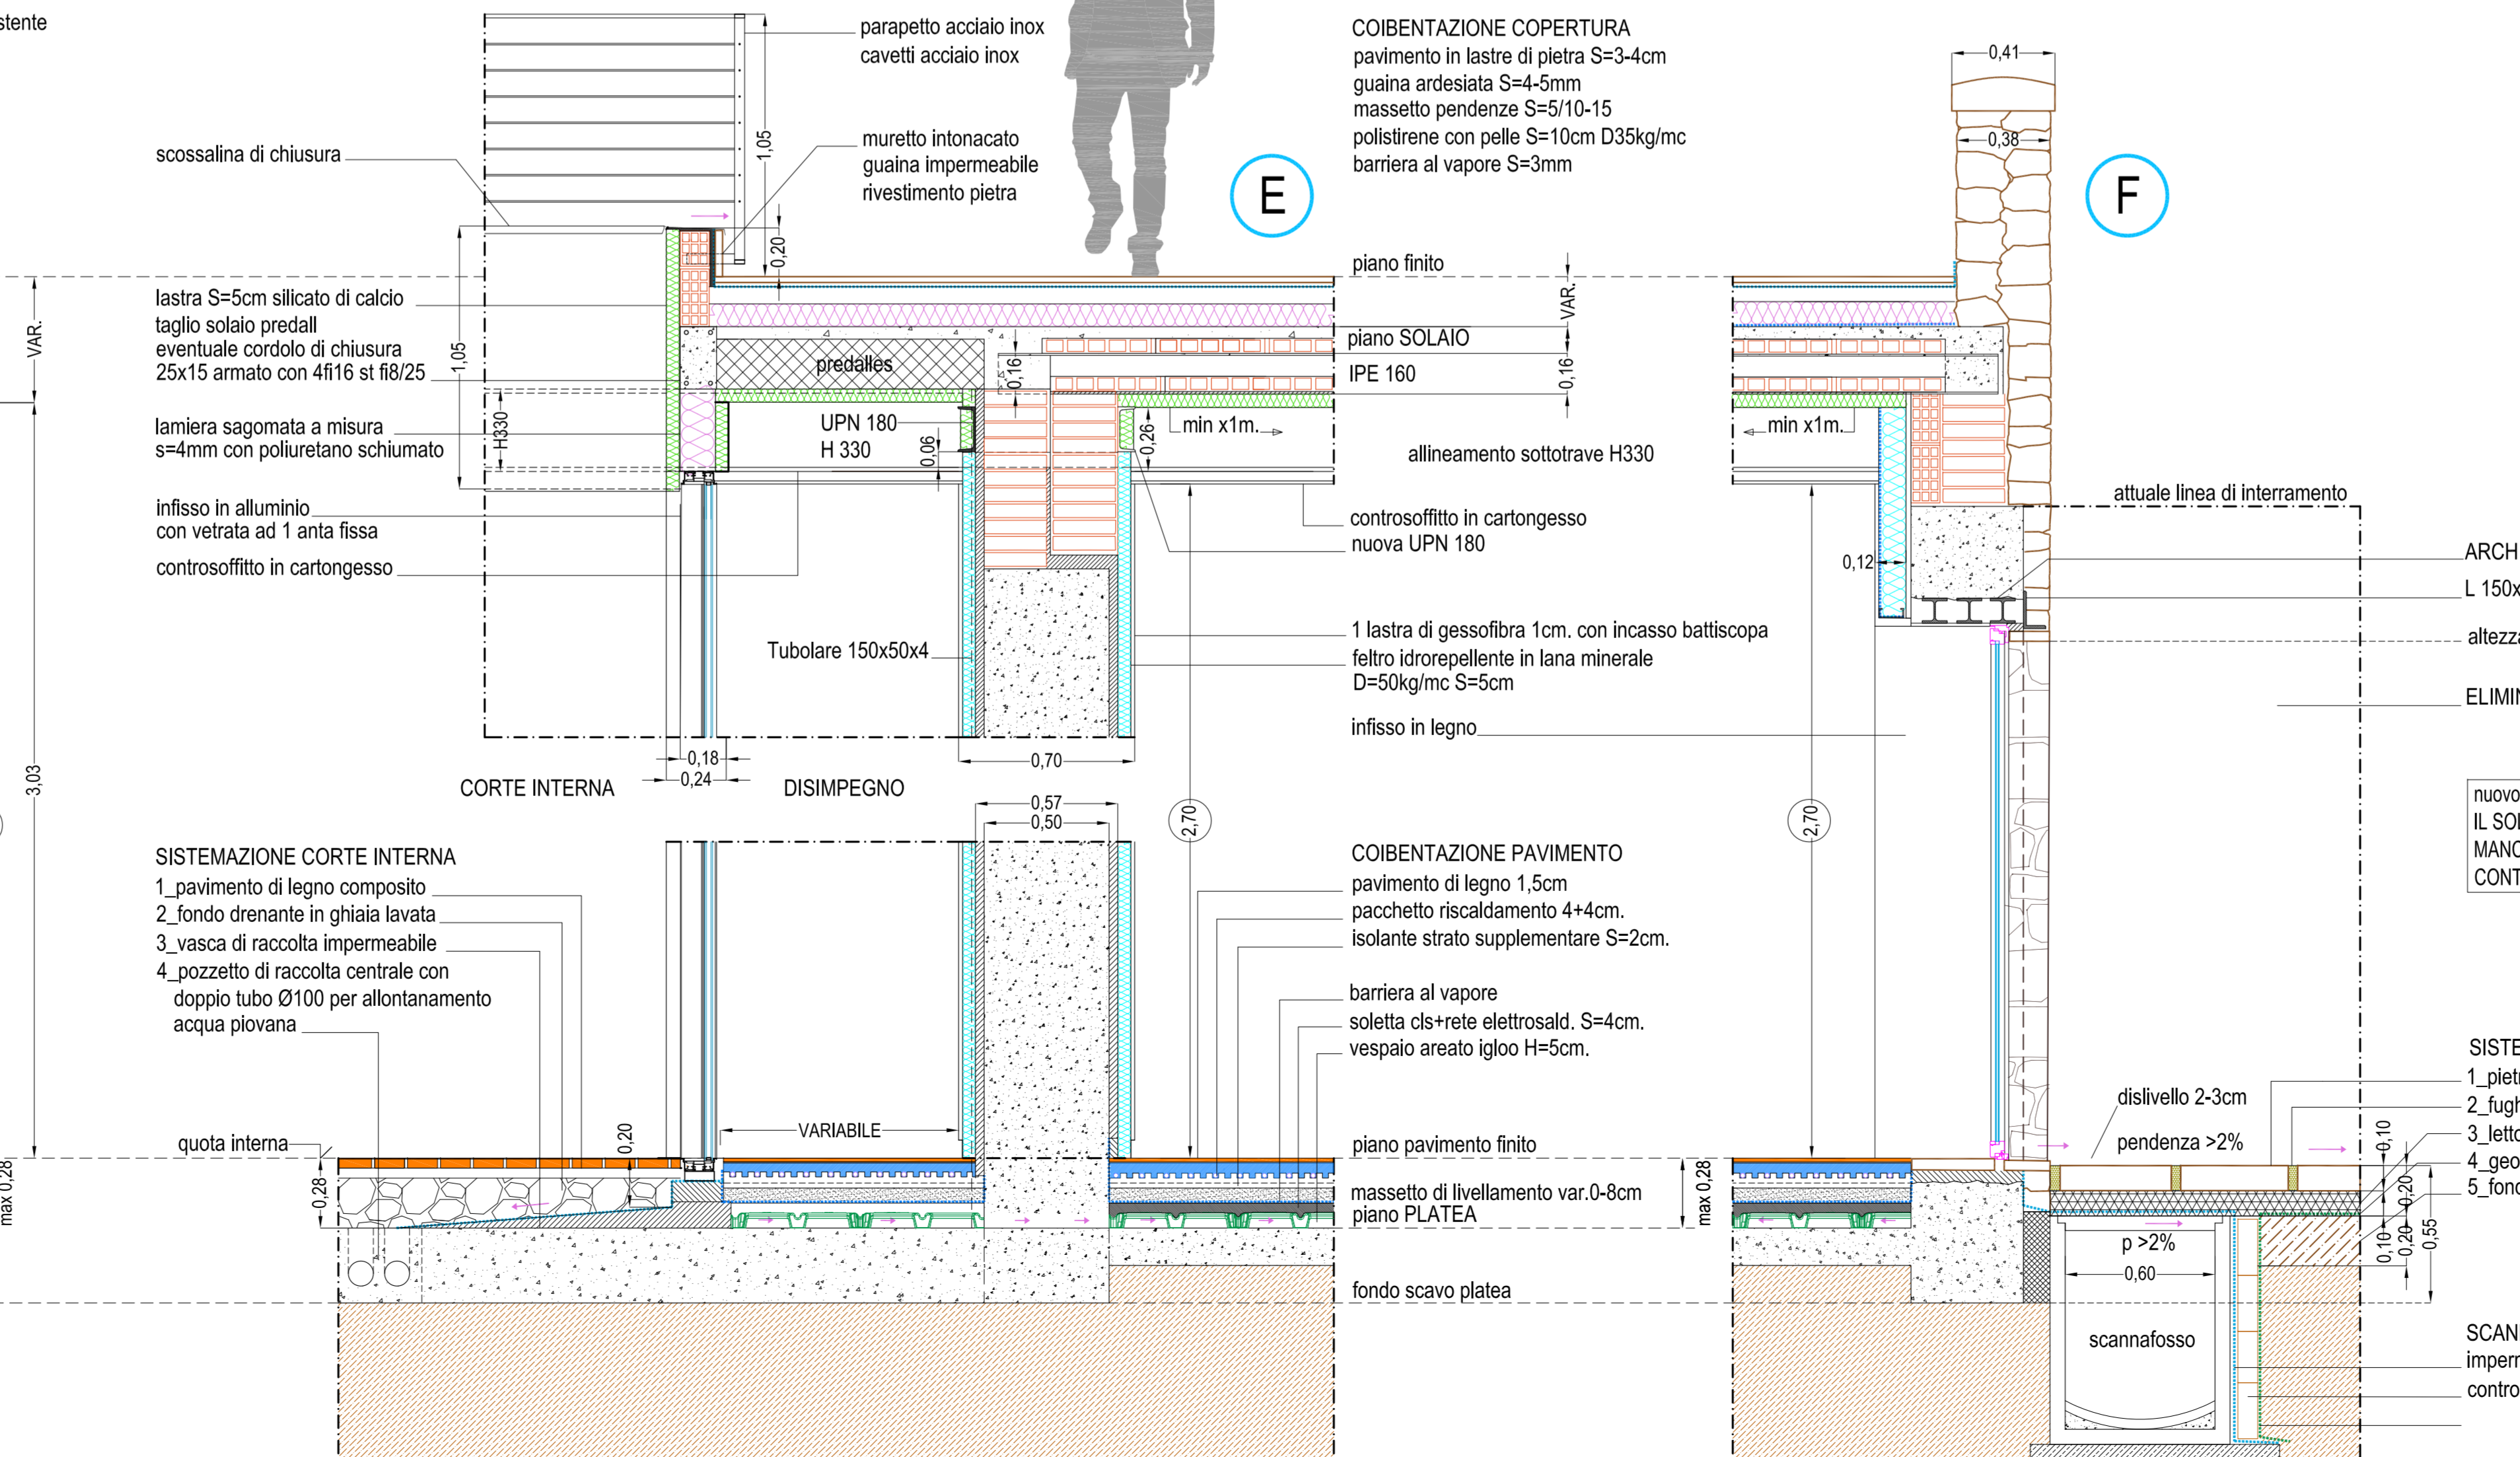 stente
parapetto acciaio inox
cavetti acciaio inox
1,05
scossalina di chiusura
muretto intonacato
guaina impermeabile
rivestimento pietra
0,20
COIBENTAZIONE COPERTURA
pavimento in lastre di pietra S=3-4cm
guaina ardesiata S=4-5mm
massetto pendenze S=5/10-15
polistirene con pelle S=10cm D35kg/mc
barriera al vapore S=3mm
E
F
0,41
0,38
lastra S=5cm silicato di calcio
taglio solaio predall
eventuale cordolo di chiusura
25x15 armato con 4fi16 st fi8/25
VAR.
1,05
H330
lamiera sagomata a misura
s=4mm con poliuretano schiumato
infisso in alluminio
con vetrata ad 1 anta fissa
controsoffitto in cartongesso
predalles
UPN 180
H 330
0,06
0,16
0,26
min x1m.
piano finito
VAR.
piano SOLAIO
IPE 160
0,16
min x1m.
allineamento sottotrave H330
controsoffitto in cartongesso
nuova UPN 180
attuale linea di interramento
0,12
ARCH
L 150x
altezza
ELIMIN
Tubolare 150x50x4
1 lastra di gessofibra 1cm. con incasso battiscopa
feltro idrorepellente in lana minerale
D=50kg/mc S=5cm
infisso in legno
3,03
0,18
0,24
0,70
CORTE INTERNA
DISIMPEGNO
0,57
0,50
2,70
2,70
nuovo
IL SOL
MANO
CONT
SISTEMAZIONE CORTE INTERNA
1_pavimento di legno composito
2_fondo drenante in ghiaia lavata
3_vasca di raccolta impermeabile
4_pozzetto di raccolta centrale con
doppio tubo Ø100 per allontanamento
acqua piovana
COIBENTAZIONE PAVIMENTO
pavimento di legno 1,5cm
pacchetto riscaldamento 4+4cm.
isolante strato supplementare S=2cm.
barriera al vapore
soletta cls+rete elettrosald. S=4cm.
vespaio areato igloo H=5cm.
quota interna
max 0,28
0,28
0,20
VARIABILE
piano pavimento finito
massetto di livellamento var.0-8cm
piano PLATEA
max 0,28
fondo scavo platea
dislivello 2-3cm
pendenza >2%
SISTE
1_pietr
2_fugh
3_letto
4_geo
5_fond
0,10
0,20
0,10
0,20
0,55
p >2%
0,60
scannafosso
SCAN
imperm
contro